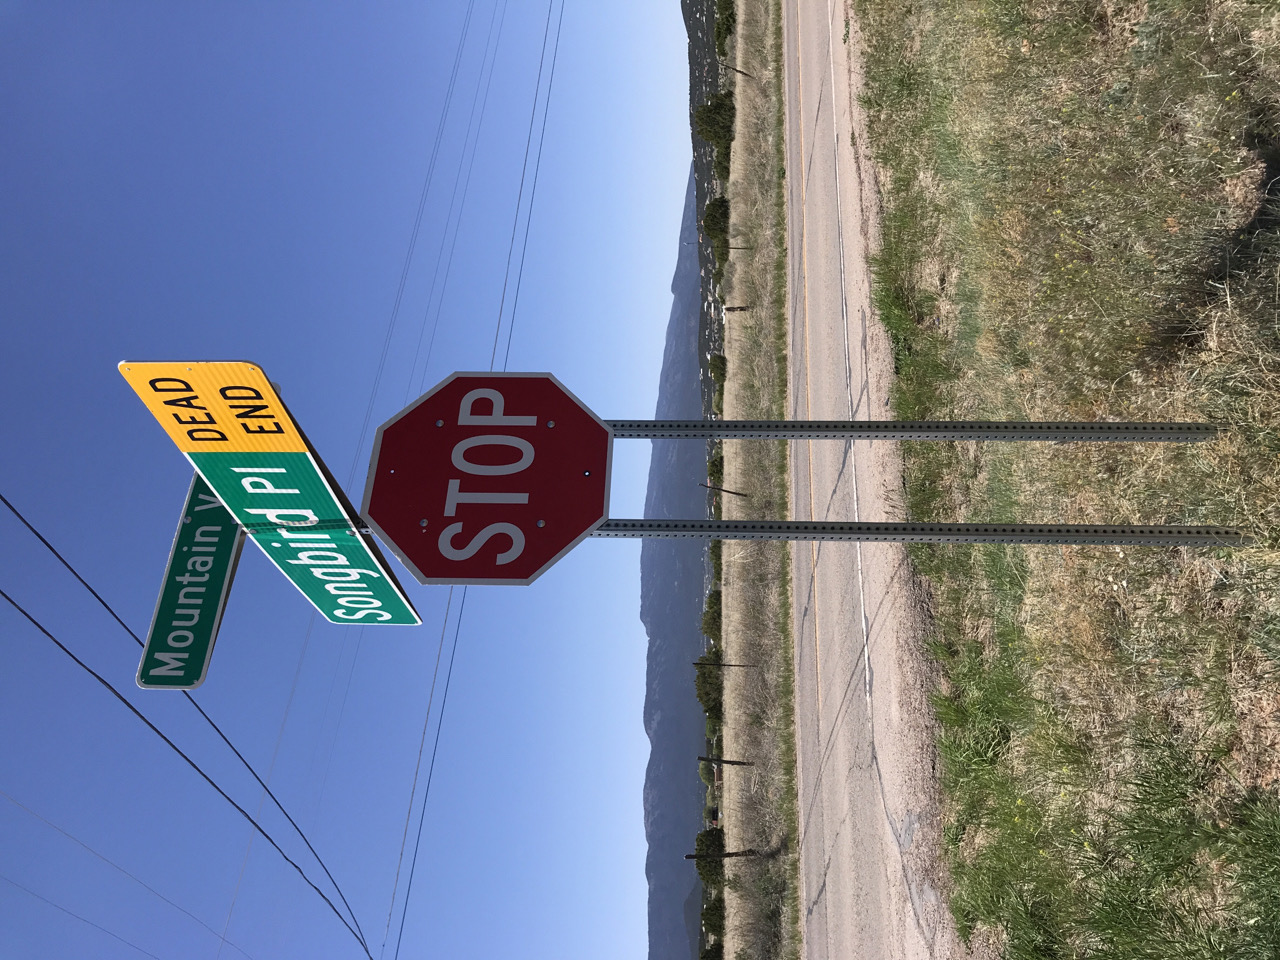 Mountain V
Songbird Pl
DEAD
END
STOP